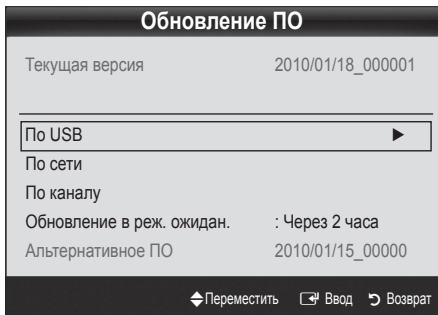 Обновление ПО
Текущая версия 2010/01/18_000001
По USB
По сети
По каналу
Обновление в реж. ожидан. : Через 2 часа
Альтернативное ПО 2010/01/15_00000
Переместить Ввод Возврат